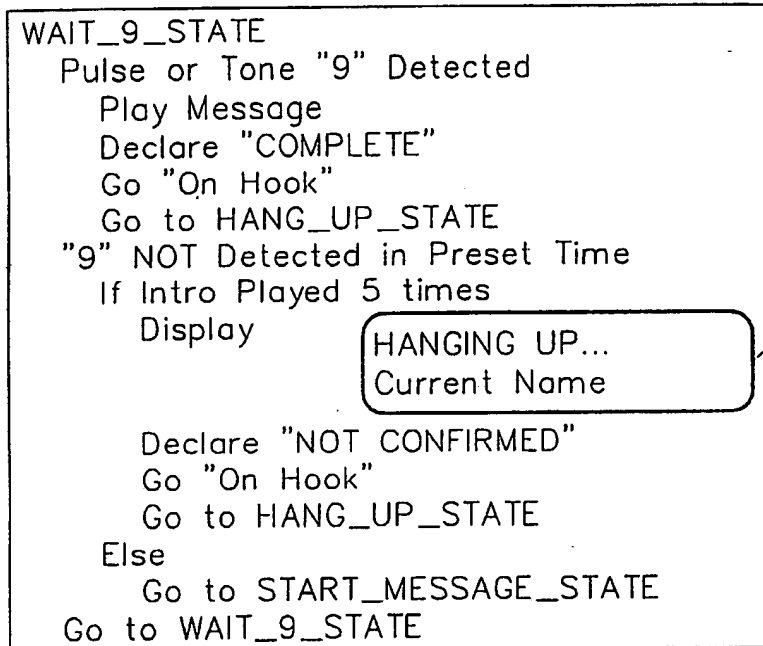 WAIT_9_STATE
Pulse or Tone "9" Detected
Play Message
Declare "COMPLETE"
Go "On Hook"
Go to HANG_UP_STATE
"9" NOT Detected in Preset Time
If Intro Played 5 times
Display
HANGING UP...
Current Name
Declare "NOT CONFIRMED"
Go "On Hook"
Go to HANG_UP_STATE
Else
Go to START_MESSAGE_STATE
Go to WAIT_9_STATE